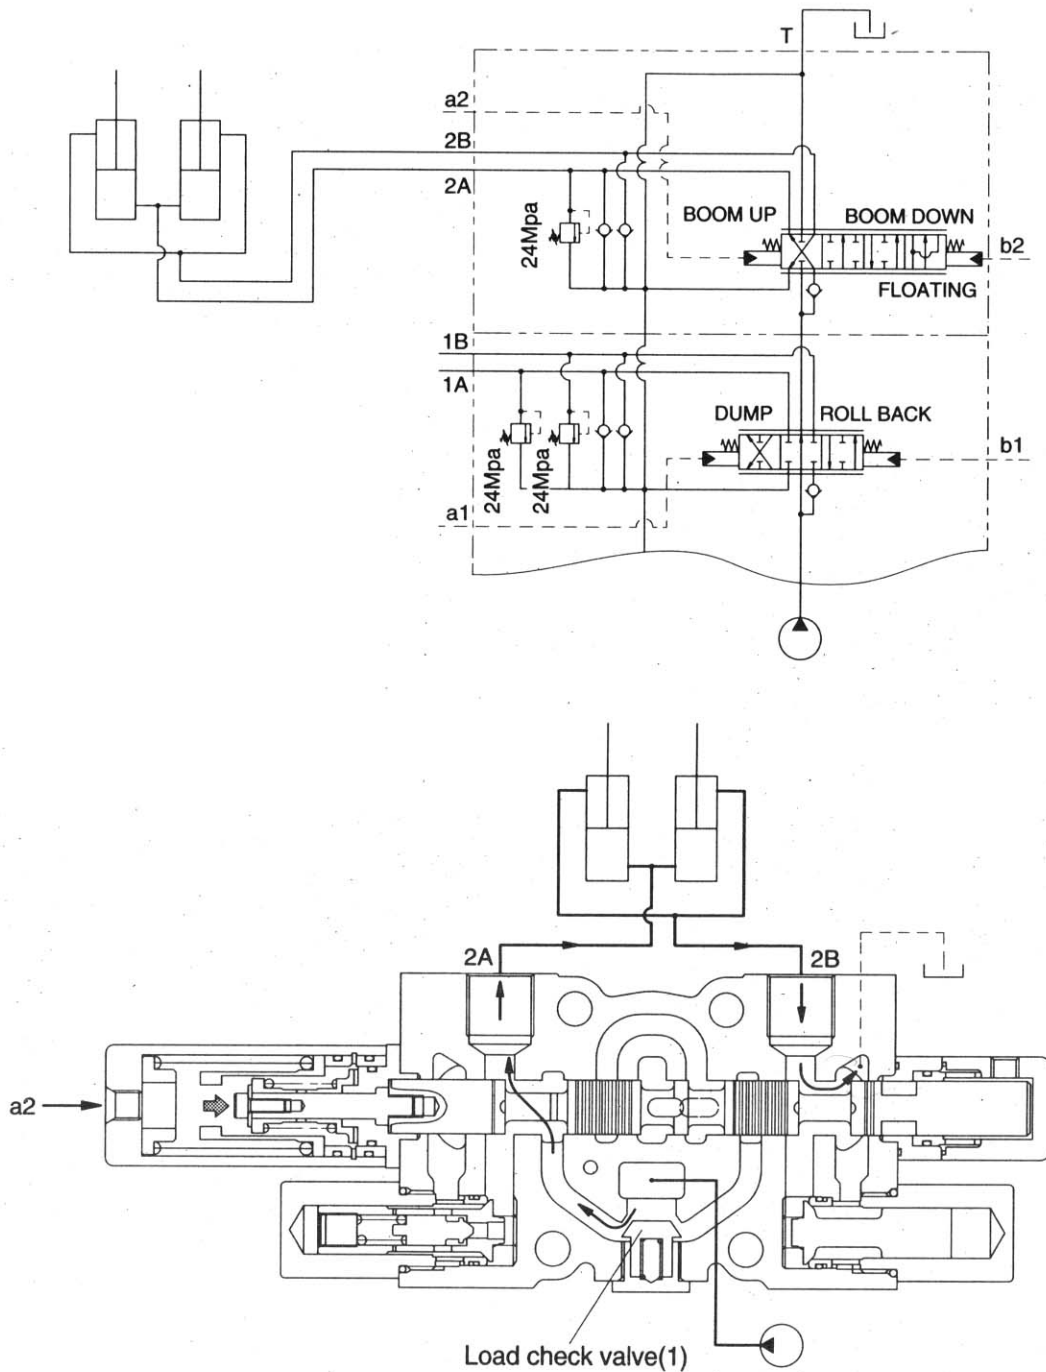 T
a2
2B
2A
24Mpa
BOOM UP
BOOM DOWN
b2
FLOATING
1B
1A
24Mpa
24Mpa
DUMP
ROLL BACK
b1
a1
2A
2B
a2
Load check valve(1)